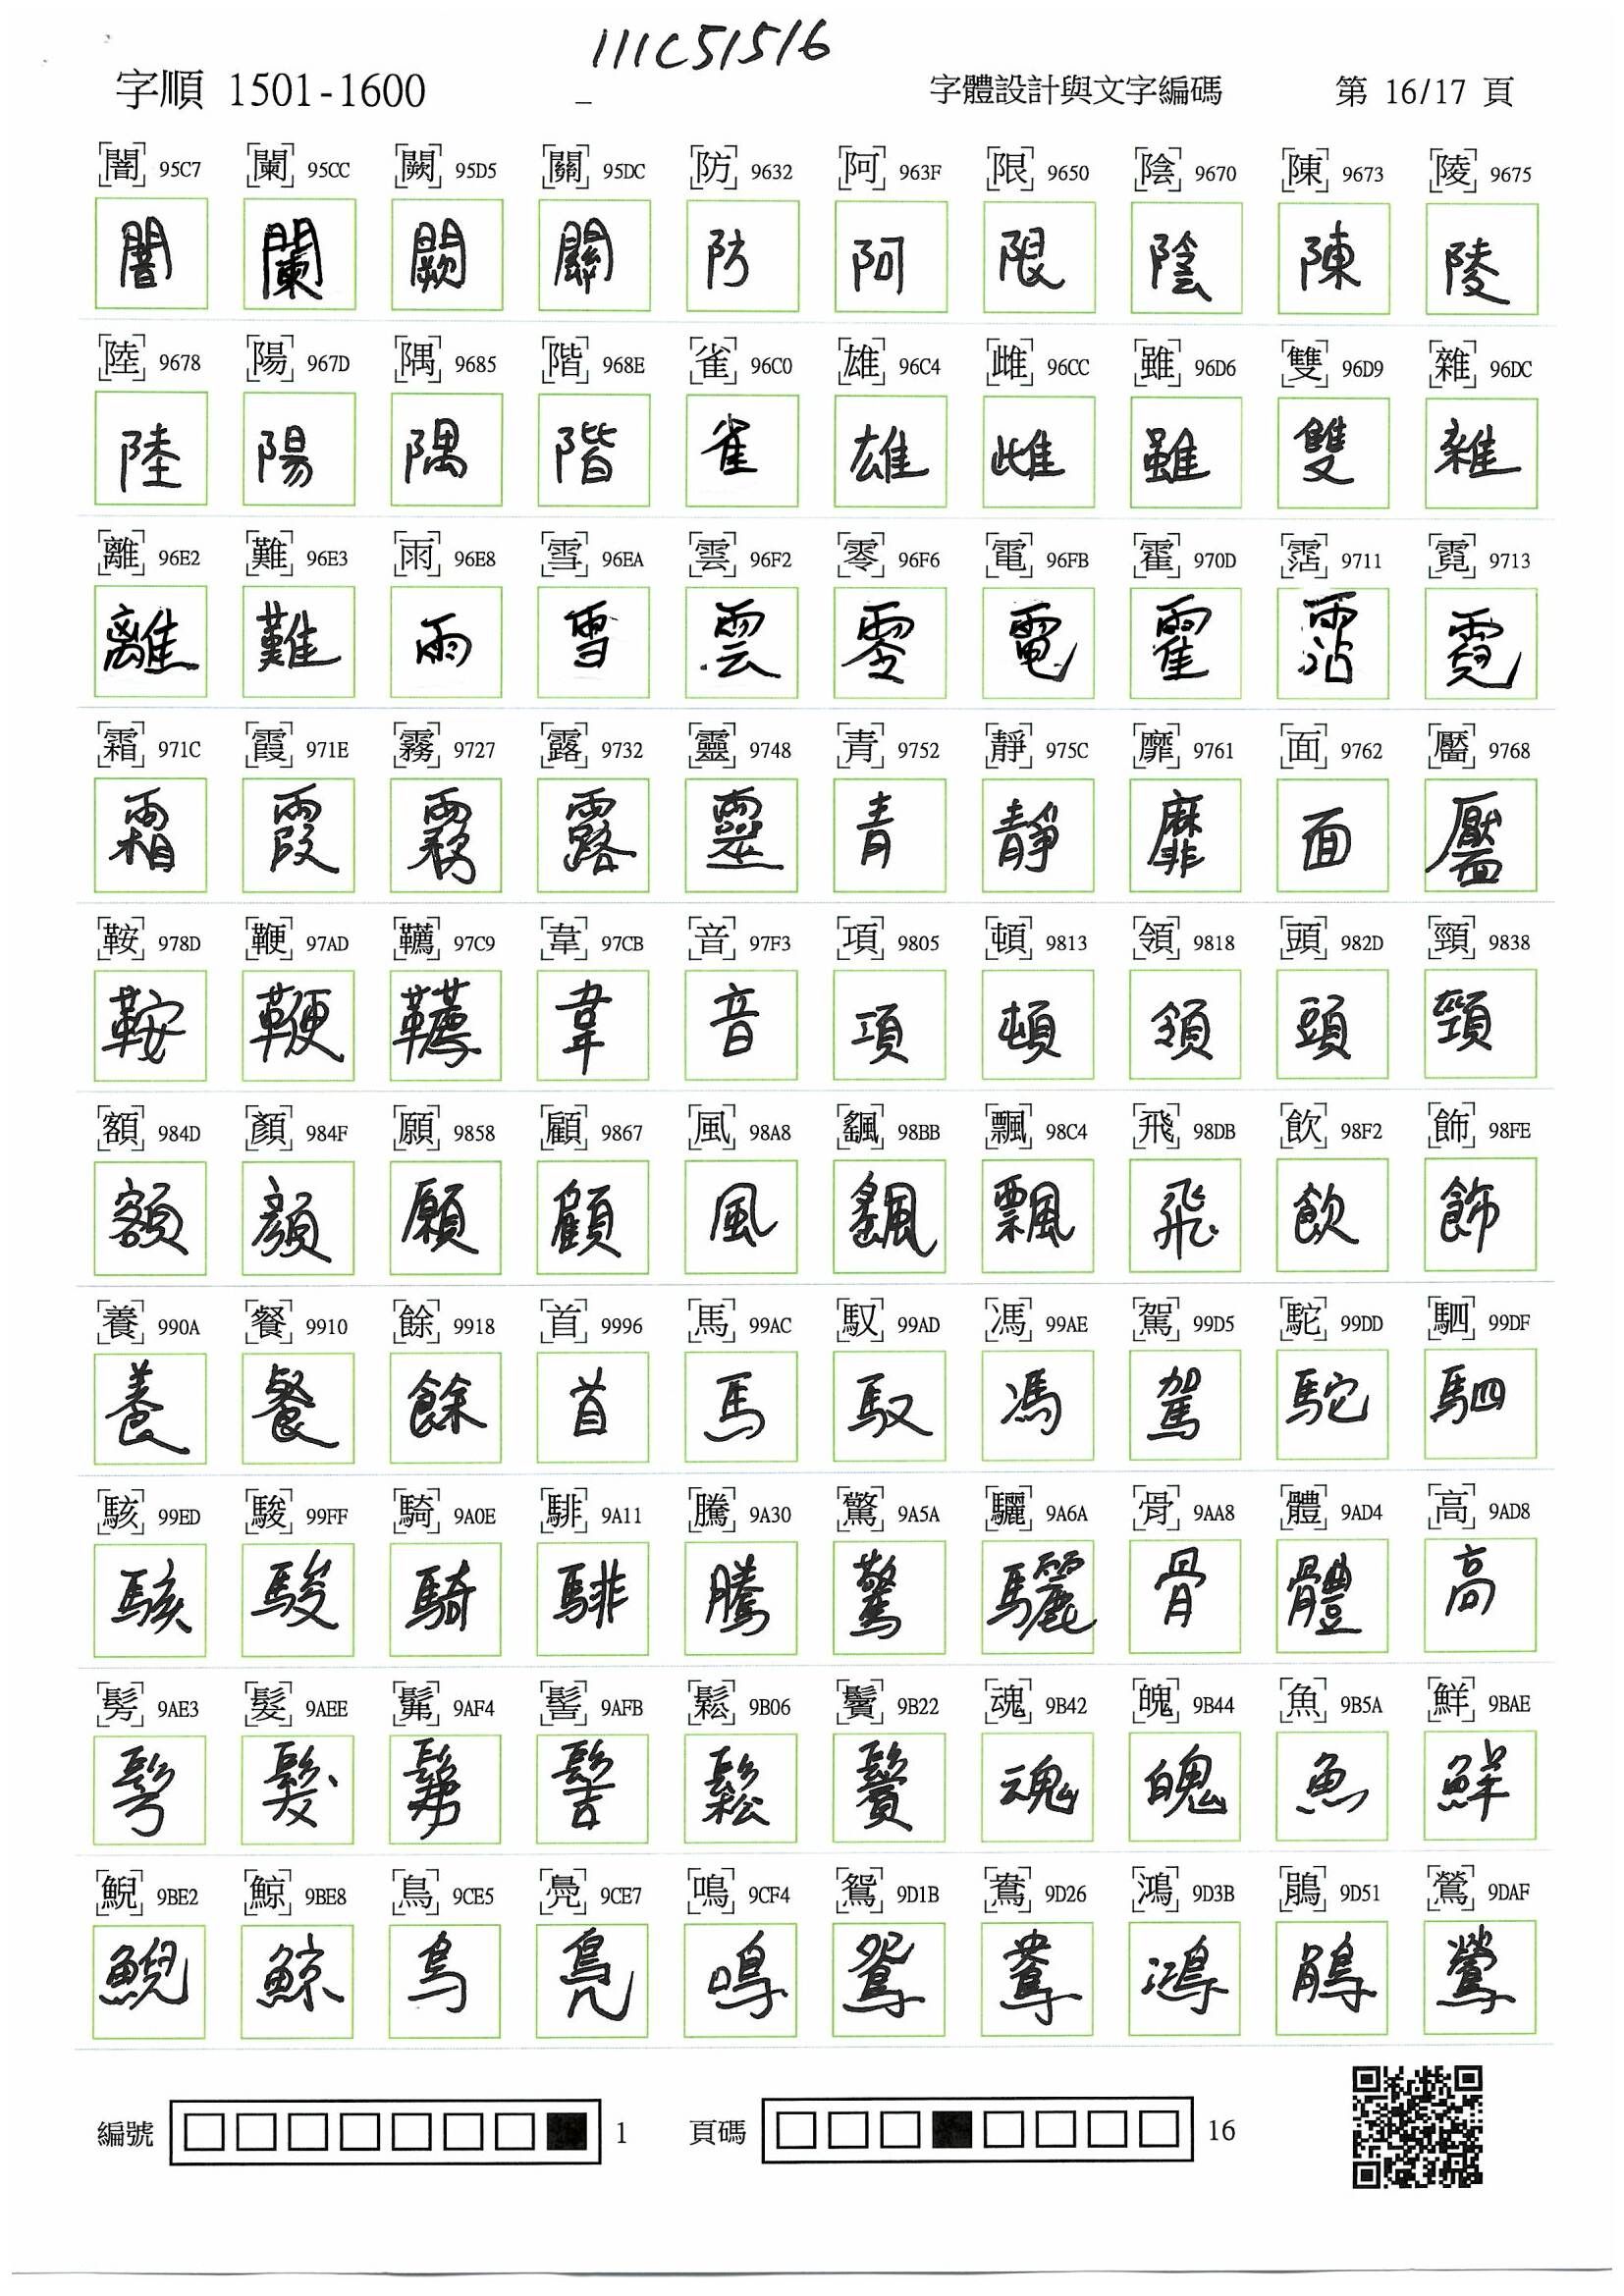 111C51516
字順 1501-1600 字體設計與文字編碼 第 16/17 頁
闇 95C7 闌 95CC 闕 95D5 關 95DC 防 9632 阿 963F 限 9650 陰 9670 陳 9673 陵 9675
闇 闌 闕 關 防 阿 限 陰 陳 陵
陸 9678 陽 967D 隅 9685 階 968E 雀 96C0 雄 96C4 雌 96CC 雖 96D6 雙 96D9 雜 96DC
陸 陽 隅 階 雀 雄 雌 雖 雙 雜
離 96E2 難 96E3 雨 96E8 雪 96EA 雲 96F2 零 96F6 電 96FB 霍 970D 霑 9711 霓 9713
離 難 雨 雪 雲 零 電 霍 霑 霓
霜 971C 霞 971E 霧 9727 露 9732 靈 9748 青 9752 靜 975C 靡 9761 面 9762 靨 9768
霜 霞 霧 露 靈 青 靜 靡 面 靨
鞍 978D 鞭 97AD 韉 97C9 韋 97CB 音 97F3 項 9805 頓 9813 領 9818 頭 982D 頸 9838
鞍 鞭 韉 韋 音 項 頓 領 頭 頸
額 984D 顏 984F 願 9858 顧 9867 風 98A8 颻 98BB 飄 98C4 飛 98DB 飲 98F2 飾 98FE
額 顏 願 顧 風 颻 飄 飛 飲 飾
養 990A 餐 9910 餘 9918 首 9996 馬 99AC 馭 99AD 馮 99AE 駕 99D5 駝 99DD 駟 99DF
養 餐 餘 首 馬 馭 馮 駕 駝 駟
駭 99ED 駿 99FF 騎 9A0E 騑 9A11 騰 9A30 驚 9A5A 驪 9A6A 骨 9AA8 體 9AD4 高 9AD8
駭 駿 騎 騑 騰 驚 驪 骨 體 高
髣 9AE3 髮 9AEE 髴 9AF4 髻 9AFB 鬆 9B06 鬢 9B22 魂 9B42 魄 9B44 魚 9B5A 鮮 9BAE
髣 髮 髴 髻 鬆 鬢 魂 魄 魚 鮮
鯢 9BE2 鯨 9BE8 鳥 9CE5 鳧 9CE7 鳴 9CF4 鴛 9D1B 鴦 9D26 鴻 9D3B 鵑 9D51 鶯 9DAF
鯢 鯨 鳥 鳧 鳴 鴛 鴦 鴻 鵑 鶯
編號 1 頁碼 16